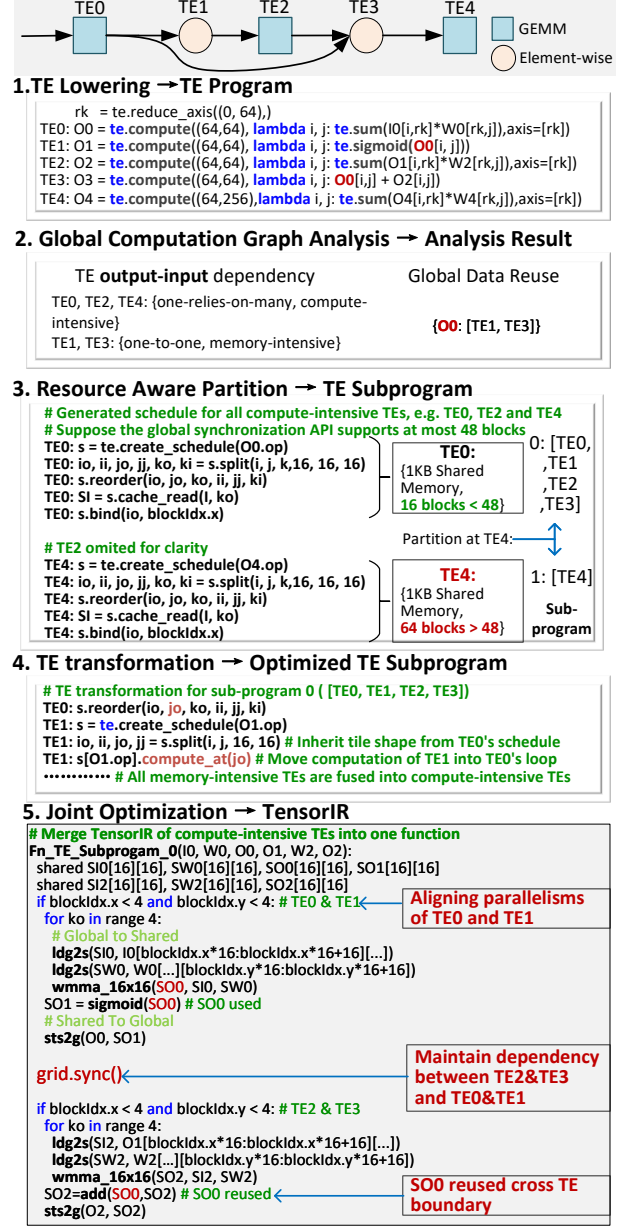 TE0 TE1 TE2 TE3 TE4
GEMM
Element-wise
1.TE Lowering →TE Program
rk = te.reduce_axis((0, 64),)
TE0: O0 = te.compute((64,64), lambda i, j: te.sum(I0[i,rk]*W0[rk,j]),axis=[rk])
TE1: O1 = te.compute((64,64), lambda i, j: te.sigmoid(O0[i, j]))
TE2: O2 = te.compute((64,64), lambda i, j: te.sum(O1[i,rk]*W2[rk,j]),axis=[rk])
TE3: O3 = te.compute((64,64), lambda i, j: O0[i,j] + O2[i,j])
TE4: O4 = te.compute((64,256),lambda i, j: te.sum(O4[i,rk]*W4[rk,j]),axis=[rk])
2. Global Computation Graph Analysis → Analysis Result
TE output-input dependency
TE0, TE2, TE4: {one-relies-on-many, compute-
intensive}
TE1, TE3: {one-to-one, memory-intensive}
Global Data Reuse
{O0: [TE1, TE3]}
3. Resource Aware Partition → TE Subprogram
# Generated schedule for all compute-intensive TEs, e.g. TE0, TE2 and TE4
# Suppose the global synchronization API supports at most 48 blocks
TE0: s = te.create_schedule(O0.op)
TE0: io, ii, jo, jj, ko, ki = s.split(i, j, k,16, 16, 16)
TE0: s.reorder(io, jo, ko, ii, jj, ki)
TE0: SI = s.cache_read(I, ko)
TE0: s.bind(io, blockIdx.x)
TE0:
{1KB Shared
Memory,
16 blocks < 48}
0: [TE0,
,TE1
,TE2
,TE3]
Partition at TE4:
# TE2 omited for clarity
TE4: s = te.create_schedule(O4.op)
TE4: io, ii, jo, jj, ko, ki = s.split(i, j, k,16, 16, 16)
TE4: s.reorder(io, jo, ko, ii, jj, ki)
TE4: SI = s.cache_read(I, ko)
TE4: s.bind(io, blockIdx.x)
TE4:
{1KB Shared
Memory,
64 blocks > 48}
1: [TE4]
Sub-
program
4. TE transformation → Optimized TE Subprogram
# TE transformation for sub-program 0 ( [TE0, TE1, TE2, TE3])
TE0: s.reorder(io, jo, ko, ii, jj, ki)
TE1: s = te.create_schedule(O1.op)
TE1: io, ii, jo, jj = s.split(i, j, 16, 16) # Inherit tile shape from TE0's schedule
TE1: s[O1.op].compute_at(jo) # Move computation of TE1 into TE0's loop
............ # All memory-intensive TEs are fused into compute-intensive TEs
5. Joint Optimization → TensorIR
# Merge TensorIR of compute-intensive TEs into one function
Fn_TE_Subprogam_0(I0, W0, O0, O1, W2, O2):
shared SI0[16][16], SW0[16][16], SO0[16][16], SO1[16][16]
shared SI2[16][16], SW2[16][16], SO2[16][16]
if blockIdx.x < 4 and blockIdx.y < 4: # TE0 & TE1
for ko in range 4:
# Global to Shared
ldg2s(SI0, I0[blockIdx.x*16:blockIdx.x*16+16][...])
ldg2s(SW0, W0[...][blockIdx.y*16:blockIdx.y*16+16])
wmma_16x16(SO0, SI0, SW0)
SO1 = sigmoid(SO0) # SO0 used
# Shared To Global
sts2g(O0, SO1)
Aligning parallelisms
of TE0 and TE1
grid.sync()
Maintain dependency
between TE2&TE3
and TE0&TE1
if blockIdx.x < 4 and blockIdx.y < 4: # TE2 & TE3
for ko in range 4:
ldg2s(SI2, O1[blockIdx.x*16:blockIdx.x*16+16][...])
ldg2s(SW2, W2[...][blockIdx.y*16:blockIdx.y*16+16])
wmma_16x16(SO2, SI2, SW2)
SO2=add(SO0,SO2) # SO0 reused
sts2g(O2, SO2)
SO0 reused cross TE
boundary